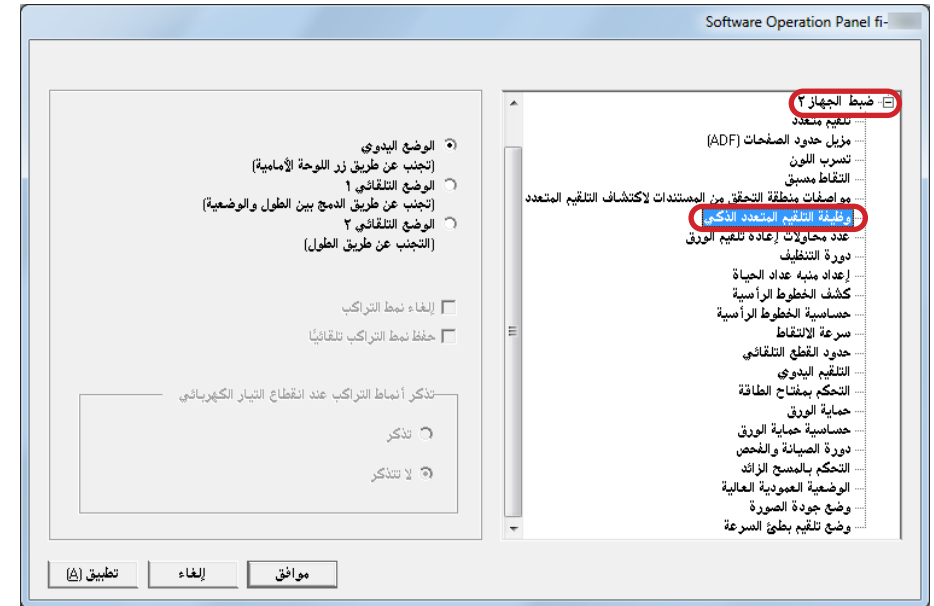 Software Operation Panel fi-
ضبط الجهاز ٢
تلقيم متعدد
مزيل حدود الصفحات (ADF)
تسرب اللون
التقاط مسبق
مواصفات منطقة التحقق من المستندات لاكتشاف التلقيم المتعدد
وظيفة التلقيم المتعدد الذكي
عدد محاولات إعادة تلقيم الورق
دورة التنظيف
إعداد منبه عداد الحياة
كشف الخطوط الرأسية
حساسية الخطوط الرأسية
سرعة الالتقاط
حدود القطع التلقائي
التلقيم اليدوي
التحكم بمفتاح الطاقة
حماية الورق
حساسية حماية الورق
دورة الصيانة والفحص
التحكم بالمسح الزائد
الوضعية العمودية العالية
وضع جودة الصورة
وضع تلقيم بطئ السرعة
الوضع اليدوي
(تجنب عن طريق زر اللوحة الأمامية)
الوضع التلقائي ١
(تجنب عن طريق الدمج بين الطول والوضعية)
الوضع التلقائي ٢
(التجنب عن طريق الطول)
إلغاء نمط التراكب
حفظ نمط التراكب تلقائيًا
تذكر أنماط التراكب عند انقطاع التيار الكهربائي
تذكر
لا تتذكر
موافق
إلغاء
تطبيق (A)